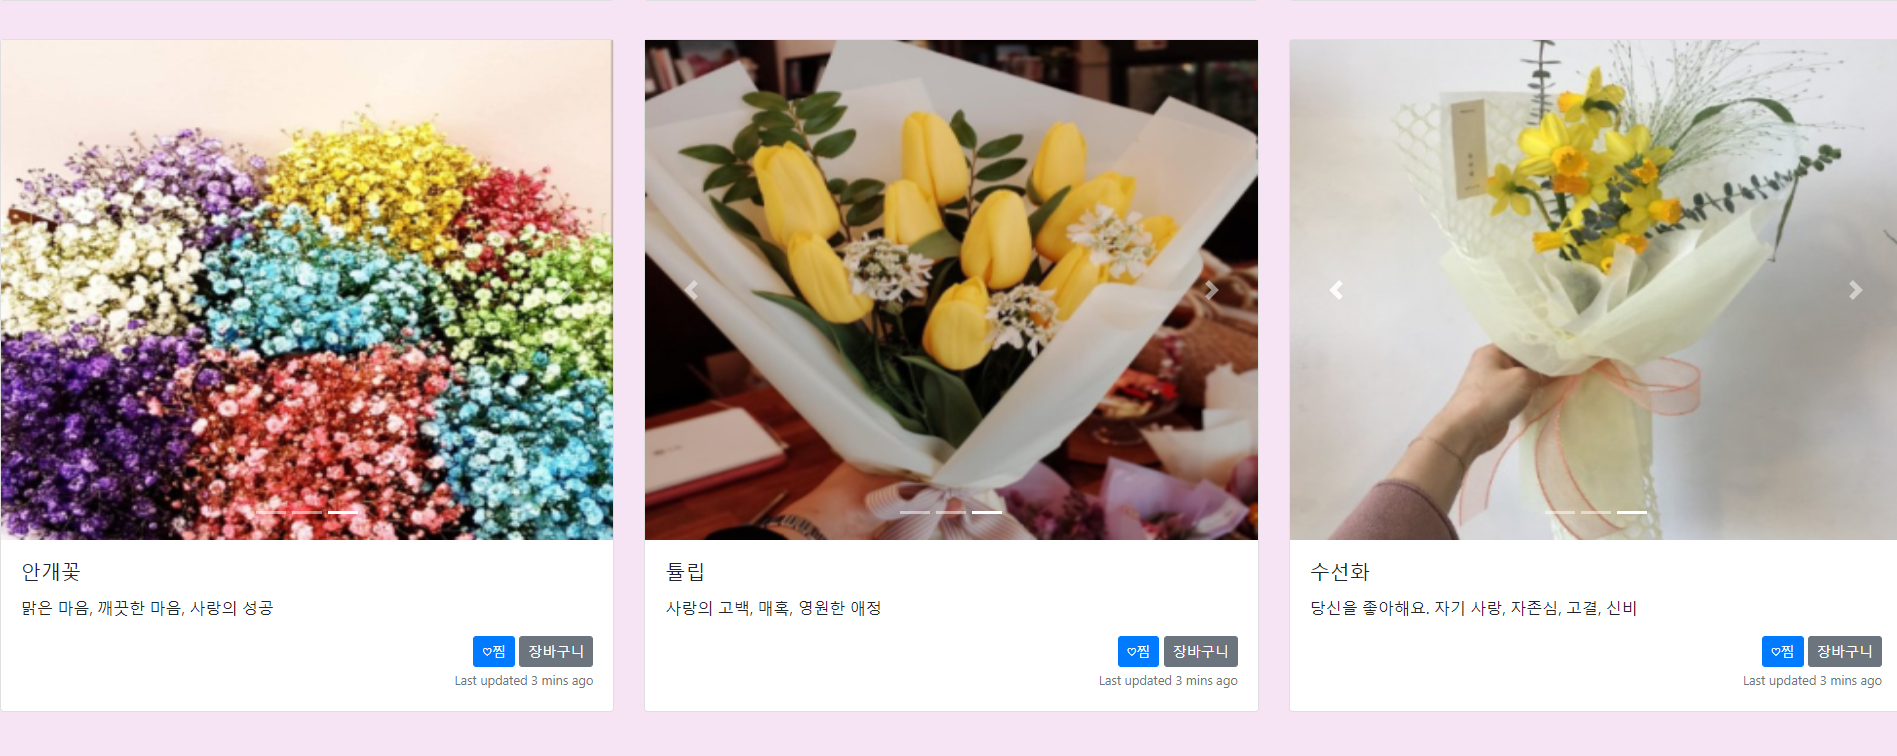 안개꽃
맑은 마음, 깨끗한 마음, 사랑의 성공
♡찜 장바구니
Last updated 3 mins ago
튤립
사랑의 고백, 매혹, 영원한 애정
♡찜 장바구니
Last updated 3 mins ago
수선화
당신을 좋아해요. 자기 사랑, 자존심, 고결, 신비
♡찜 장바구니
Last updated 3 mins ago